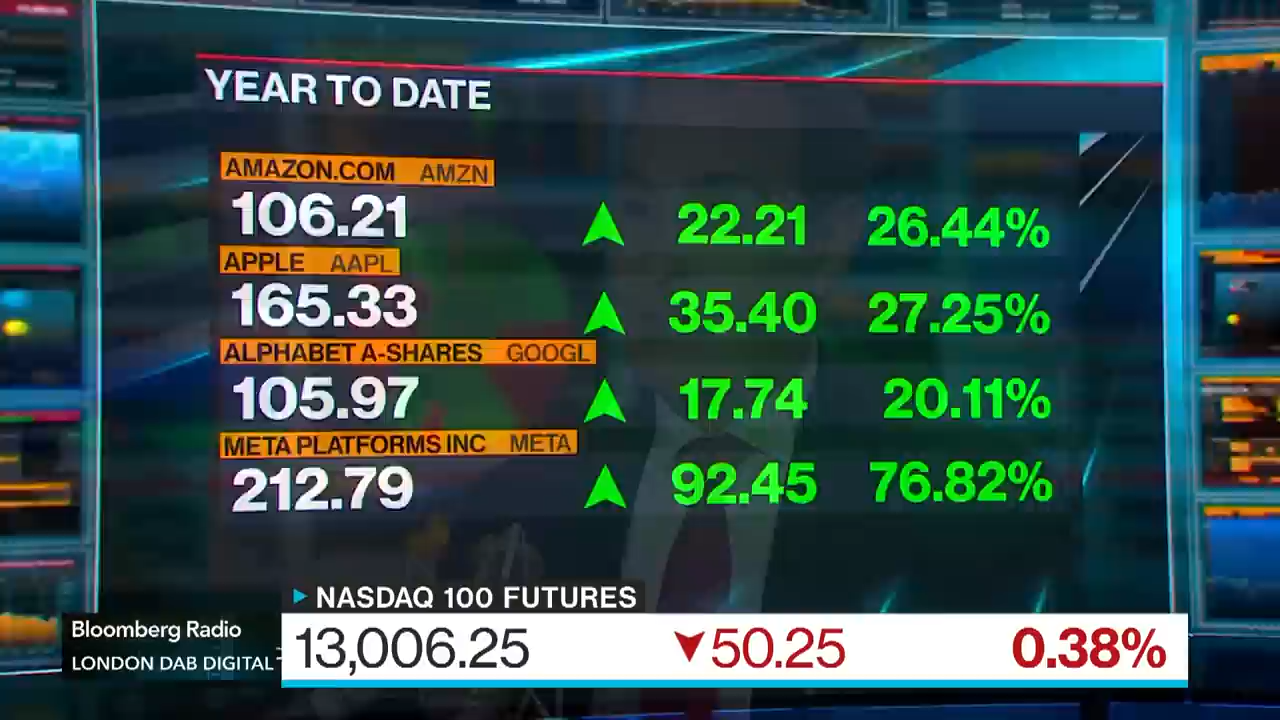 YEAR TO DATE
AMAZON.COM AMZN
106.21 ▲ 22.21 26.44%
APPLE AAPL
165.33 ▲ 35.40 27.25%
ALPHABET A-SHARES GOOGL
105.97 ▲ 17.74 20.11%
META PLATFORMS INC META
212.79 ▲ 92.45 76.82%
NASDAQ 100 FUTURES
Bloomberg Radio
LONDON DAB DIGITAL
13,006.25 ▼50.25 0.38%